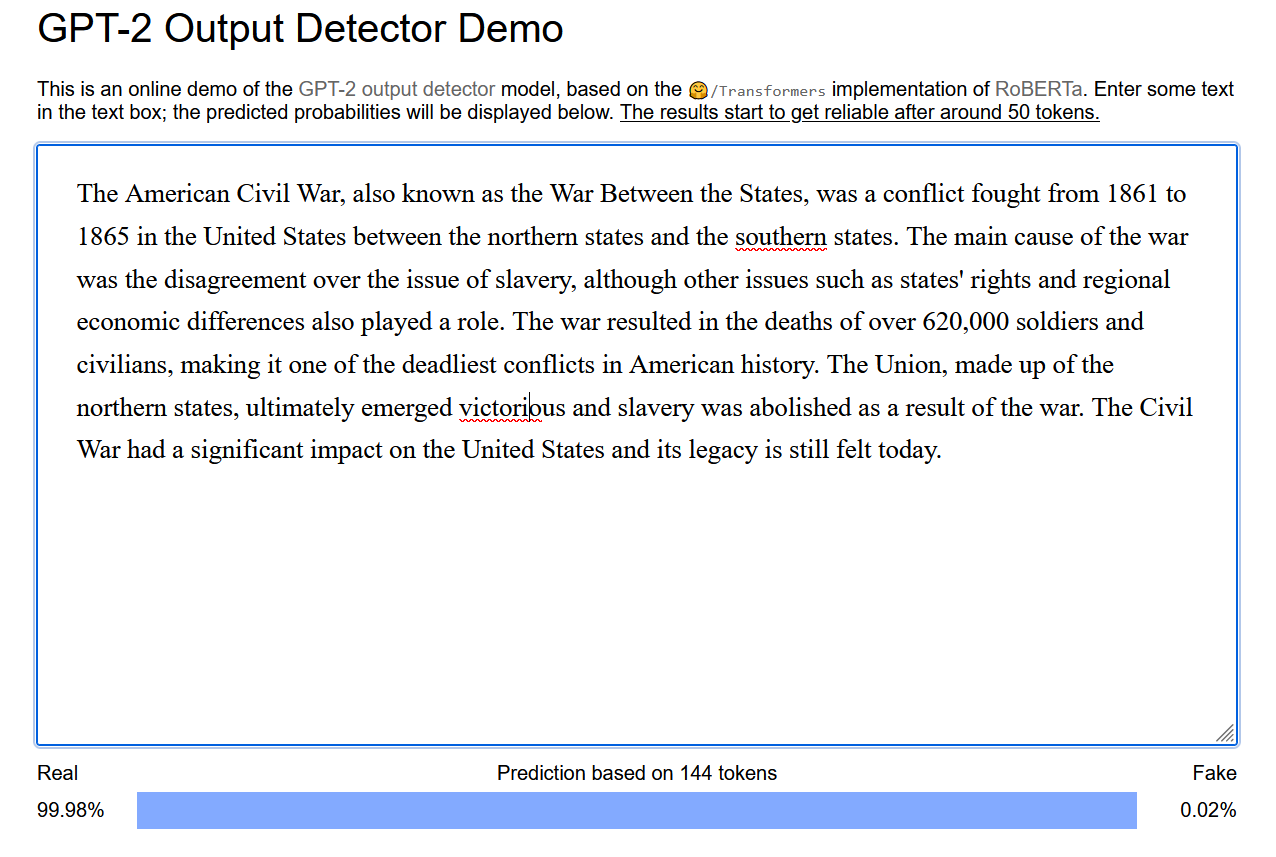 GPT-2 Output Detector Demo
This is an online demo of the GPT-2 output detector model, based on the 🤗/Transformers implementation of RoBERTa. Enter some text
in the text box; the predicted probabilities will be displayed below. The results start to get reliable after around 50 tokens.
The American Civil War, also known as the War Between the States, was a conflict fought from 1861 to
1865 in the United States between the northern states and the southern states. The main cause of the war
was the disagreement over the issue of slavery, although other issues such as states' rights and regional
economic differences also played a role. The war resulted in the deaths of over 620,000 soldiers and
civilians, making it one of the deadliest conflicts in American history. The Union, made up of the
northern states, ultimately emerged victorious and slavery was abolished as a result of the war. The Civil
War had a significant impact on the United States and its legacy is still felt today.
Real Prediction based on 144 tokens Fake
99.98% 0.02%